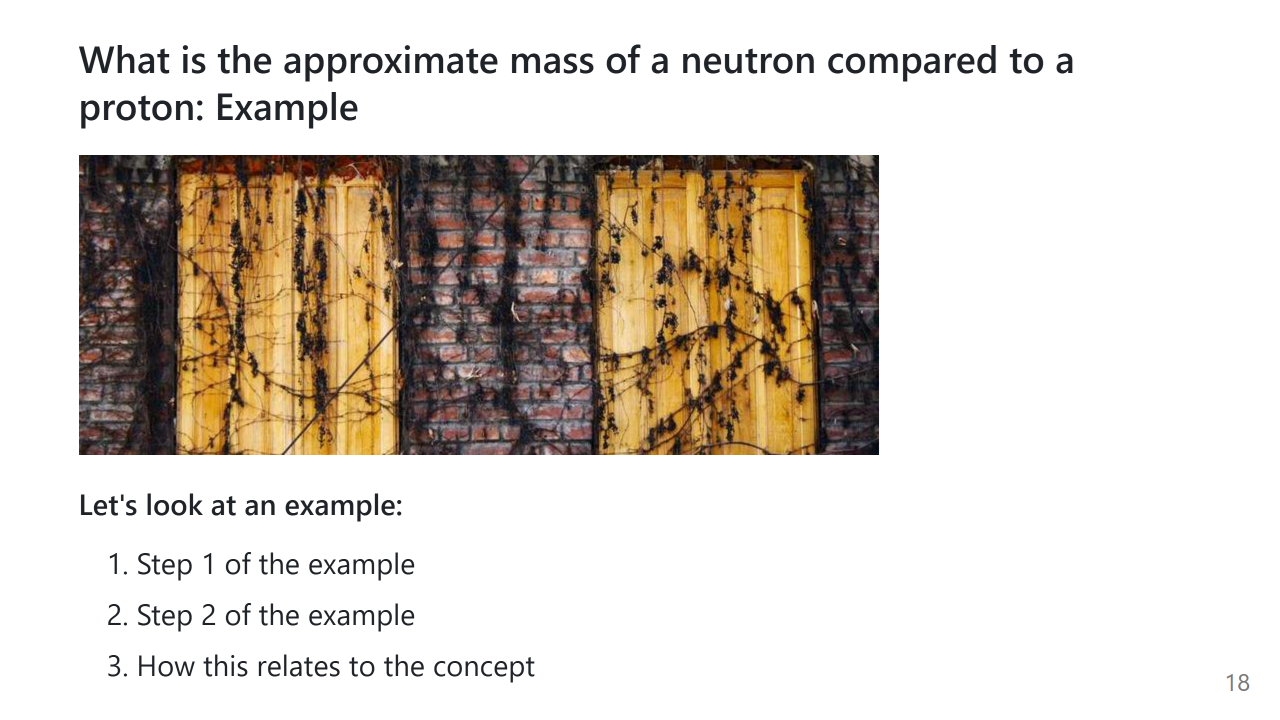 What is the approximate mass of a neutron compared to a
proton: Example
Let's look at an example:
1. Step 1 of the example
2. Step 2 of the example
3. How this relates to the concept
18